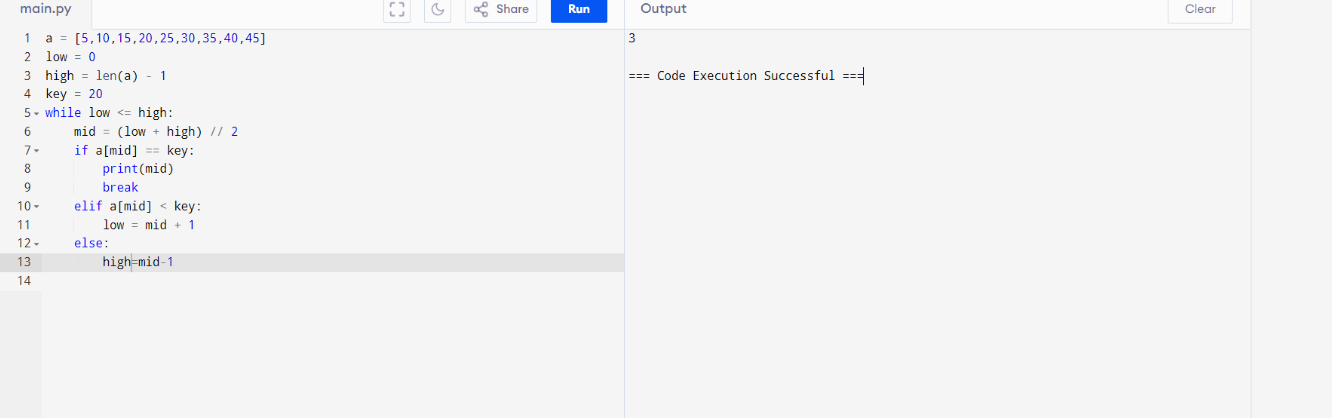 main.py
Share
Run
Output
Clear
1 a = [5,10,15,20,25,30,35,40,45]
2 low = 0
3 high = len(a) - 1
4 key = 20
5 while low <= high:
6     mid = (low + high) // 2
7     if a[mid] == key:
8         print(mid)
9         break
10     elif a[mid] < key:
11         low = mid + 1
12     else:
13         high=mid-1
14
3
=== Code Execution Successful ===